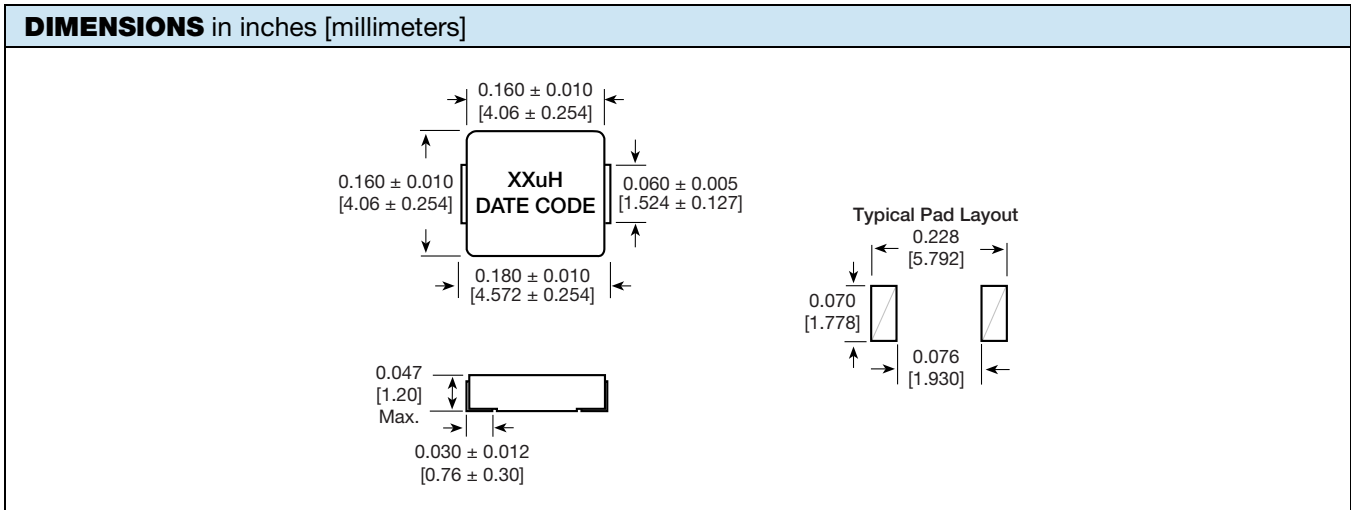 DIMENSIONS in inches [millimeters]
0.160 ± 0.010
[4.06 ± 0.254]
0.160 ± 0.010
[4.06 ± 0.254]
XXuH
DATE CODE
0.060 ± 0.005
[1.524 ± 0.127]
0.180 ± 0.010
[4.572 ± 0.254]
Typical Pad Layout
0.228
[5.792]
0.070
[1.778]
0.076
[1.930]
0.047
[1.20]
Max.
0.030 ± 0.012
[0.76 ± 0.30]